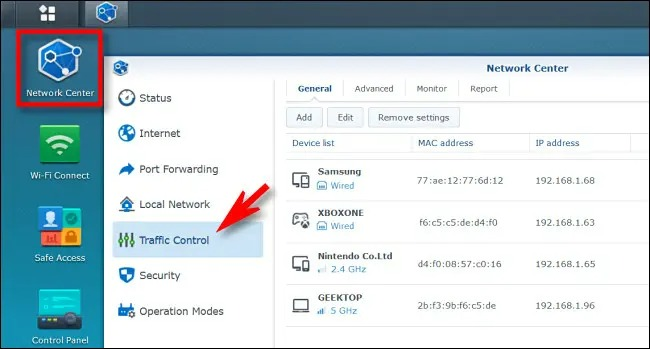 Network Center
Network Center
Wi-Fi Connect
Safe Access
Control Panel
Status
Internet
Port Forwarding
Local Network
Traffic Control
Security
Operation Modes
General Advanced Monitor Report
Add Edit Remove settings
Device list MAC address IP address
Samsung
Wired 77:ae:12:77:6d:12 192.168.1.68
XBOXONE
Wired f6:c5:c5:de:d4:f0 192.168.1.63
Nintendo Co.Ltd
2.4 GHz d4:f0:08:57:c0:16 192.168.1.65
GEEKTOP
5 GHz 2b:f3:9b:f6:c5:de 192.168.1.96